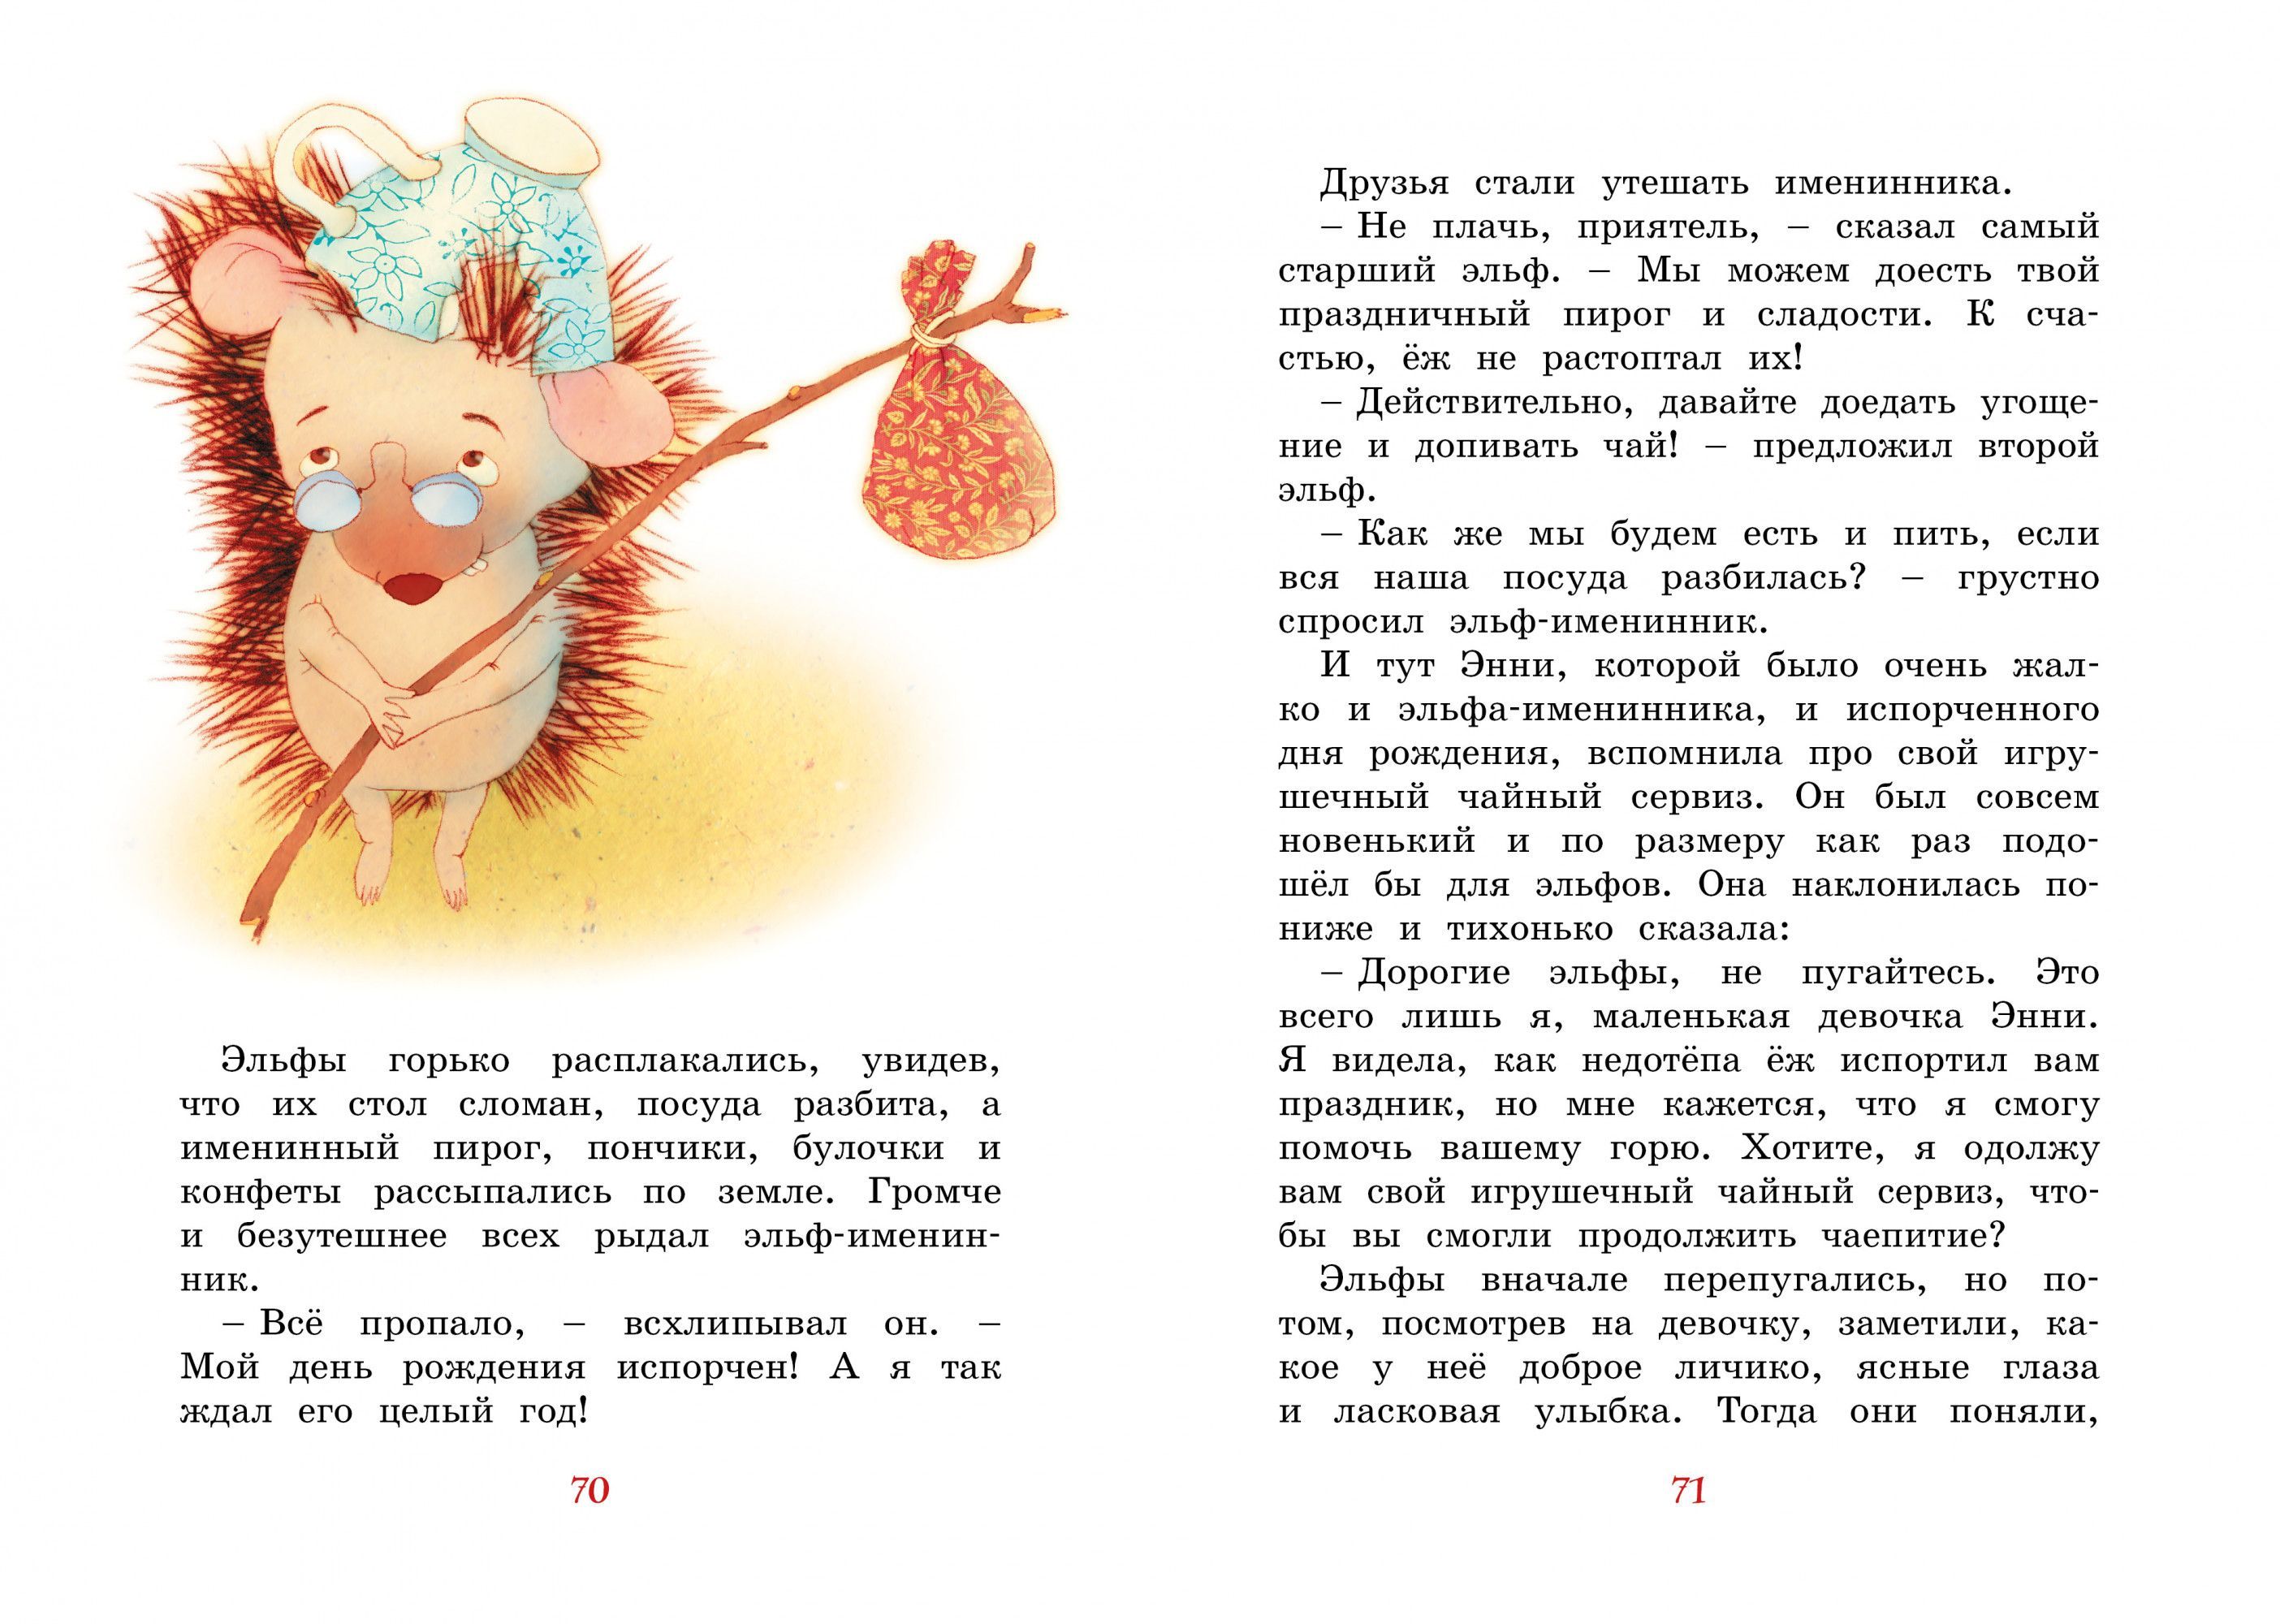 Эльфы горько расплакались, увидев,
что их стол сломан, посуда разбита, а
именинный пирог, пончики, булочки и
конфеты рассыпались по земле. Громче
и безутешнее всех рыдал эльф-именин-
ник.
– Всё пропало, – всхлипывал он. –
Мой день рождения испорчен! А я так
ждал его целый год!
70
Друзья стали утешать именинника.
– Не плачь, приятель, – сказал самый
старший эльф. – Мы можем доесть твой
праздничный пирог и сладости. К сча-
стью, ёж не растоптал их!
– Действительно, давайте доедать угоще-
ние и допивать чай! – предложил второй
эльф.
– Как же мы будем есть и пить, если
вся наша посуда разбилась? – грустно
спросил эльф-именинник.
И тут Энни, которой было очень жал-
ко и эльфа-именинника, и испорченного
дня рождения, вспомнила про свой игру-
шечный чайный сервиз. Он был совсем
новенький и по размеру как раз подо-
шёл бы для эльфов. Она наклонилась по-
ниже и тихонько сказала:
– Дорогие эльфы, не пугайтесь. Это
всего лишь я, маленькая девочка Энни.
Я видела, как недотёпа ёж испортил вам
праздник, но мне кажется, что я смогу
помочь вашему горю. Хотите, я одолжу
вам свой игрушечный чайный сервиз, что-
бы вы смогли продолжить чаепитие?
Эльфы вначале перепугались, но по-
том, посмотрев на девочку, заметили, ка-
кое у неё доброе личико, ясные глаза
и ласковая улыбка. Тогда они поняли,
71